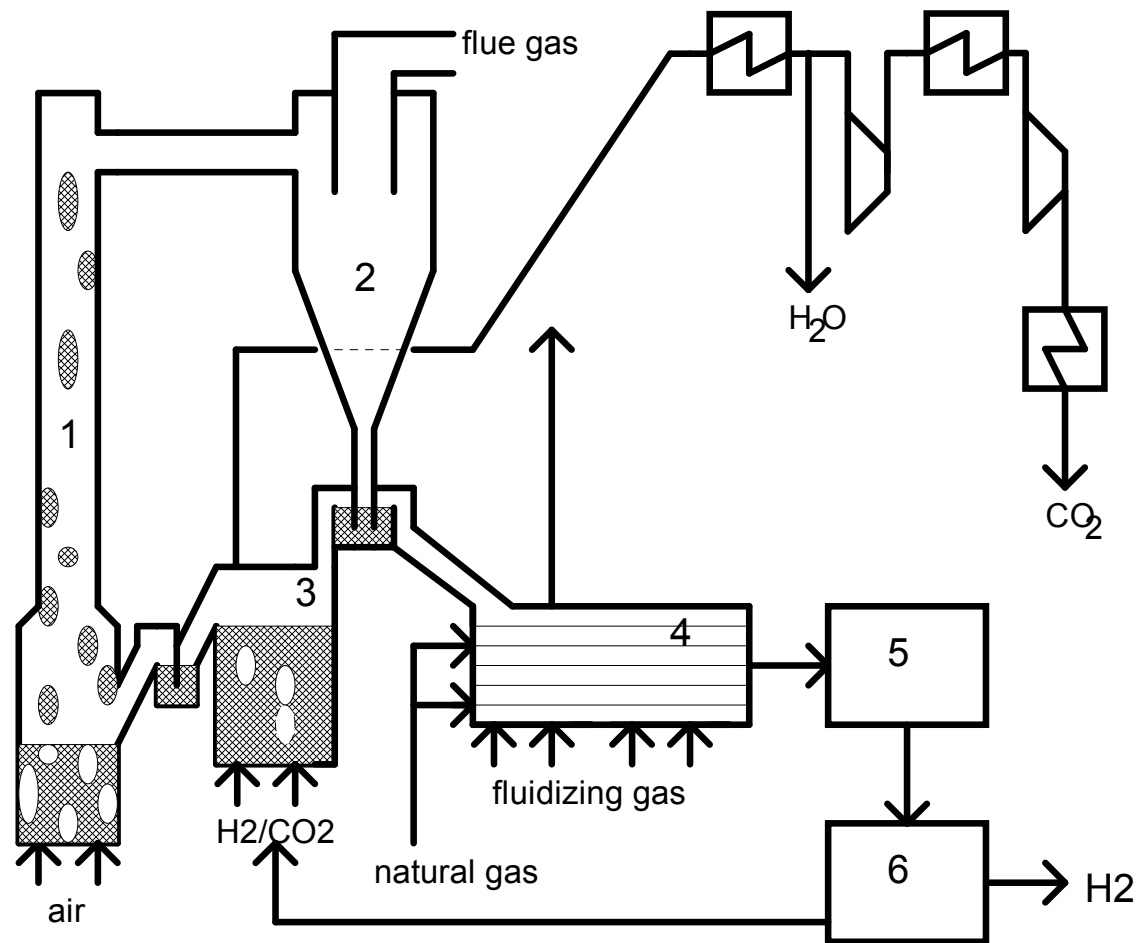 flue gas
2
H₂O
1
CO₂
3
4
5
fluidizing gas
H2/CO2
natural gas
6
H2
air